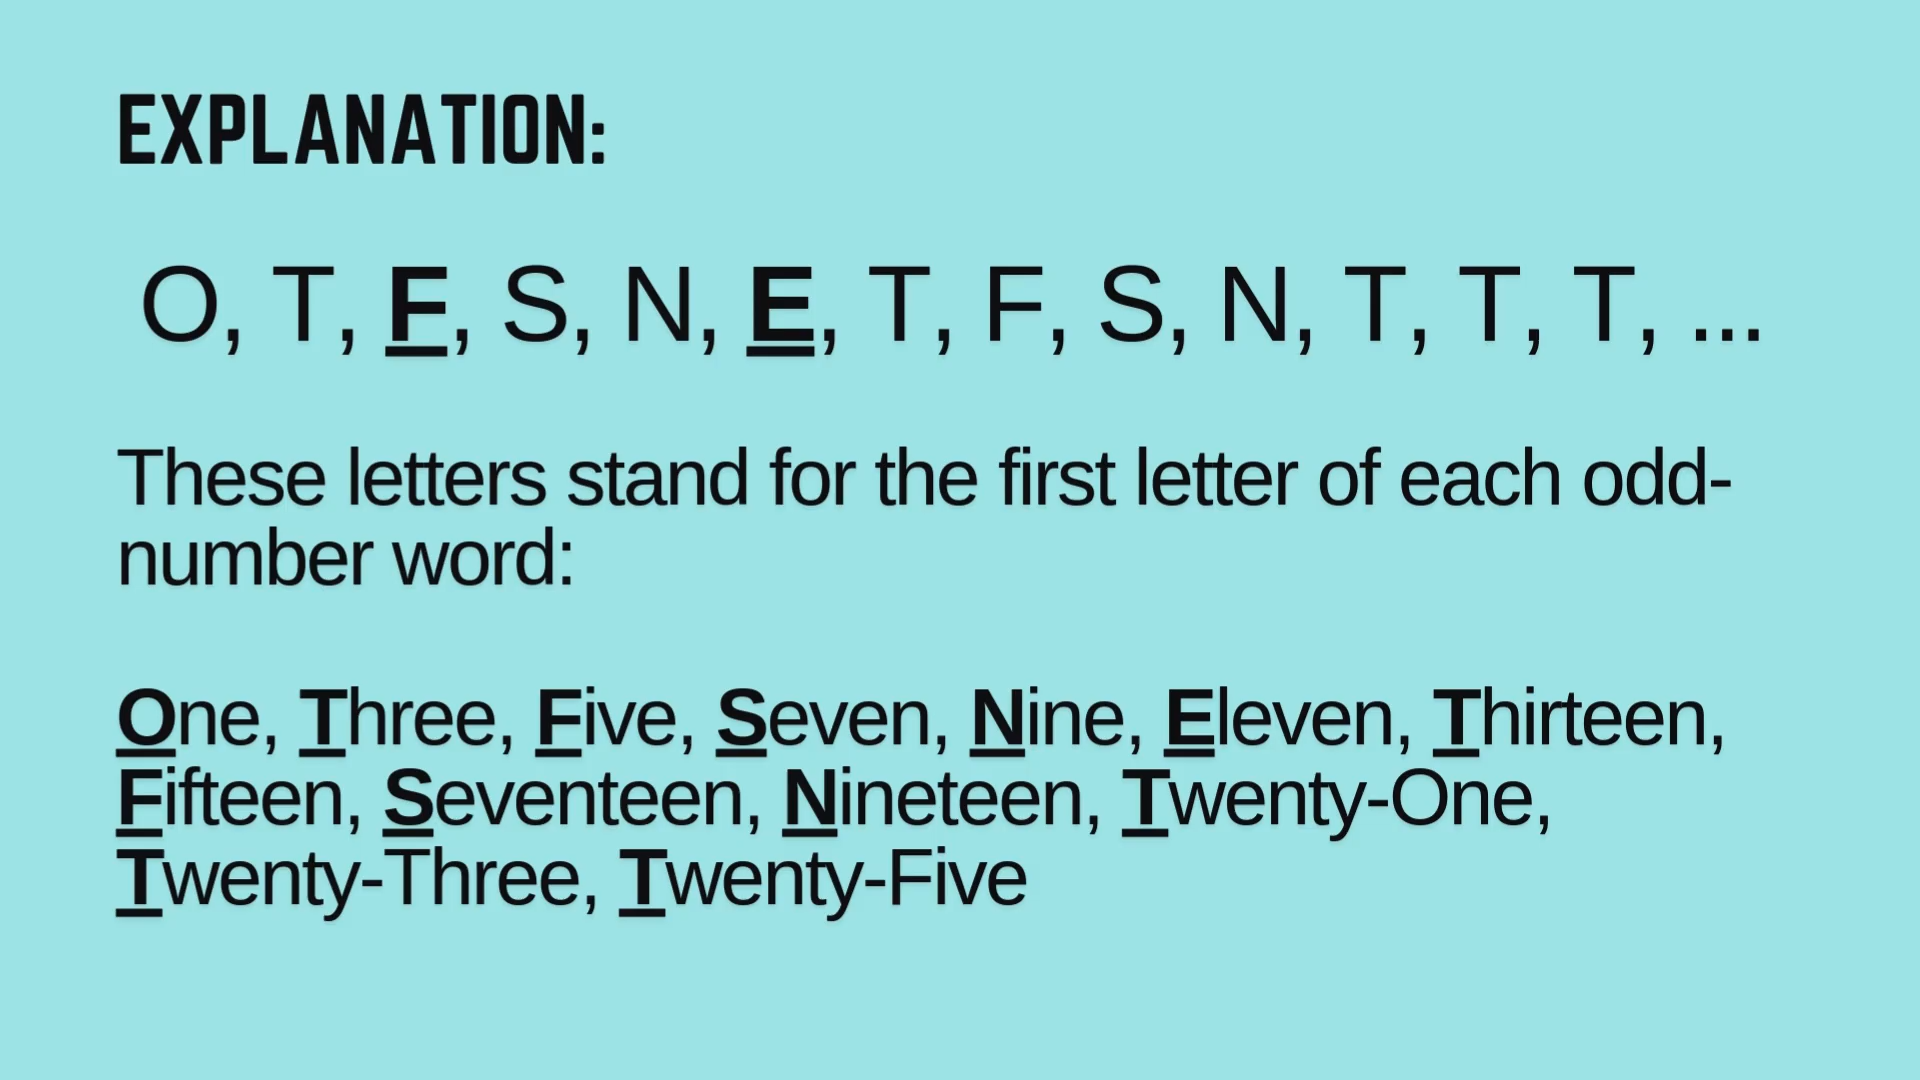 EXPLANATION:
O, T, F, S, N, E, T, F, S, N, T, T, T, ...
These letters stand for the first letter of each odd-
number word:
One, Three, Five, Seven, Nine, Eleven, Thirteen,
Fifteen, Seventeen, Nineteen, Twenty-One,
Twenty-Three, Twenty-Five